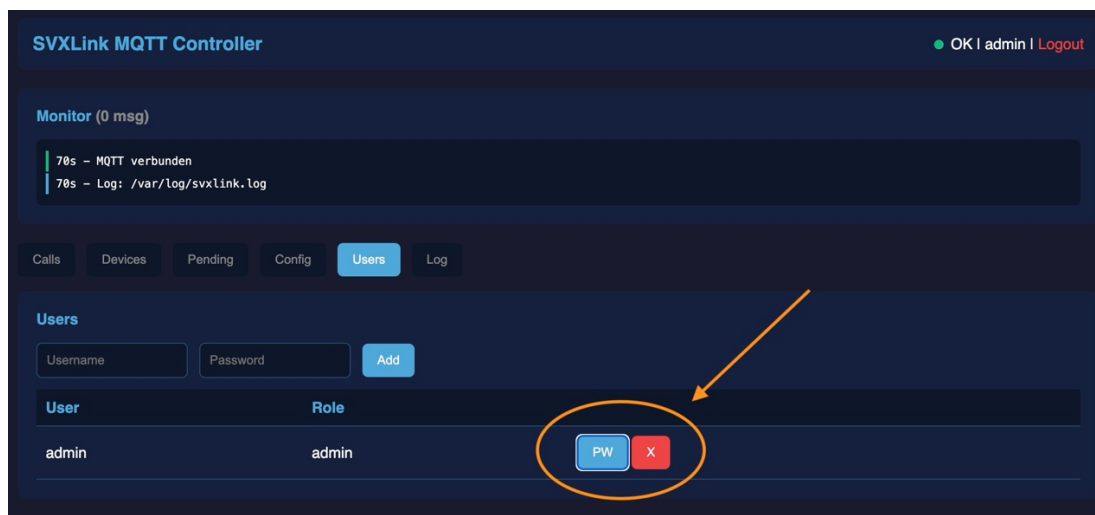 SVXLink MQTT Controller
OK | admin | Logout
Monitor (0 msg)
70s – MQTT verbunden
70s – Log: /var/log/svxlink.log
Calls Devices Pending Config Users Log
Users
Username Password Add
User Role
admin admin PW X